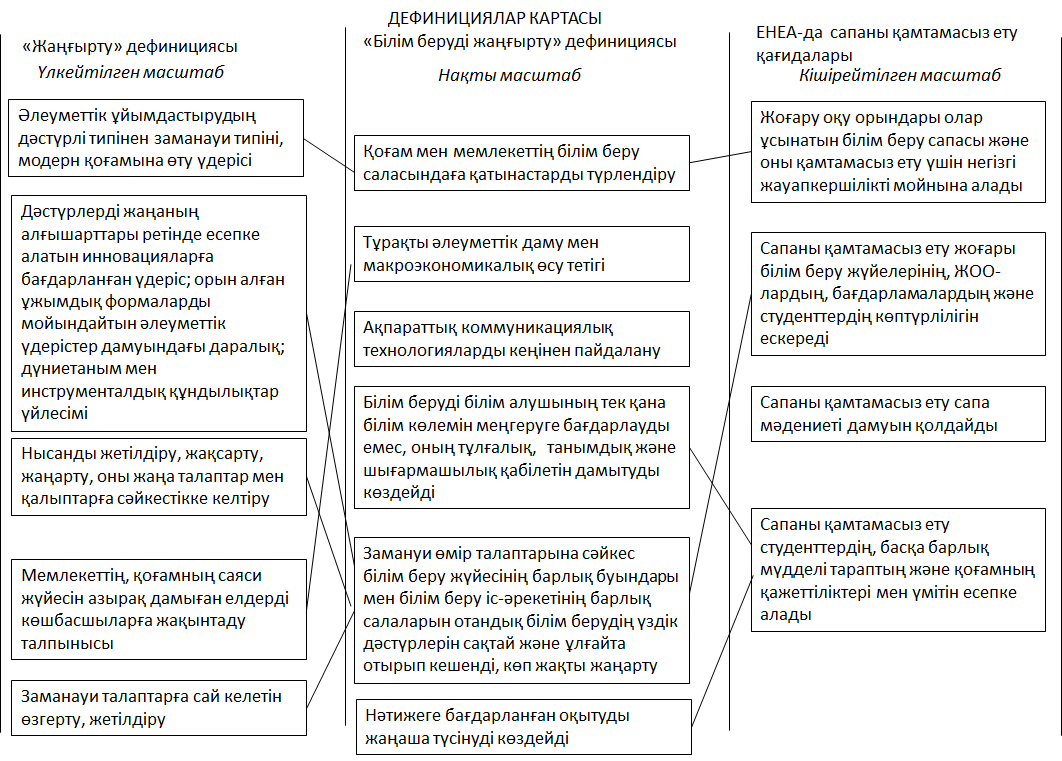 ДЕФИНИЦИЯЛАР КАРТАСЫ
«Жаңғырту» дефинициясы
Үлкейтілген масштаб
Әлеуметтік ұйымдастырудың
дәстүрлі типінен заманауи типіні,
модерн қоғамына өту үдерісі
Дәстүрлерді жаңаның
алғышарттары ретінде есепке
алатын инновацияларға
бағдарланған үдеріс; орын алған
ұжымдық формаларды
мойындайтын әлеуметтік
үдерістер дамуындағы даралық;
дүниетаным мен
инструменталдық құндылықтар
үйлесімі
Нысанды жетілдіру, жақсарту,
жаңарту, оны жаңа талаптар мен
қалыптарға сәйкестікке келтіру
Мемлекеттің, қоғамның саяси
жүйесін азырақ дамыған елдерді
көшбасшыларға жақындату
талпынысы
Заманауи талаптарға сай келетін
өзгерту, жетілдіру
«Білім беруді жаңғырту» дефинициясы
Нақты масштаб
Қоғам мен мемлекеттің білім беру
саласындаға қатынастарды түрлендіру
Тұрақты әлеуметтік даму мен
макроэкономикалық өсу тетігі
Ақпараттық коммуникациялық
технологияларды кеңінен пайдалану
Білім беруді білім алушының тек қана
білім көлемін меңгеруге бағдарлауды
емес, оның тұлғалық, танымдық және
шығармашылық қабілетін дамытуды
көздейді
Замануи өмір талаптарына сәйкес
білім беру жүйесінің барлық буындары
мен білім беру іс-әрекетінің барлық
салаларын отандық білім берудің үздік
дәстүрлерін сақтай және ұлғайта
отырып кешенді, көп жақты жаңарту
Нәтижеге бағдарланған оқытуды
жаңаша түсінуді көздейді
ЕНЕА-да сапаны қамтамасыз ету
қағидалары
Кішірейтілген масштаб
Жоғару оқу орындары олар
ұсынатын білім беру сапасы және
оны қамтамасыз ету үшін негізгі
жауапкершілікті мойнына алады
Сапаны қамтамасыз ету жоғары
білім беру жүйелерінің, ЖОО-
лардың, бағдарламалардың және
студенттердің көптүрлілігін
ескереді
Сапаны қамтамасыз ету сапа
мәдениеті дамуын қолдайды
Сапаны қамтамасыз ету
студенттердің, басқа барлық
мүдделі тараптың және қоғамның
қажеттіліктері мен үмітін есепке
алады